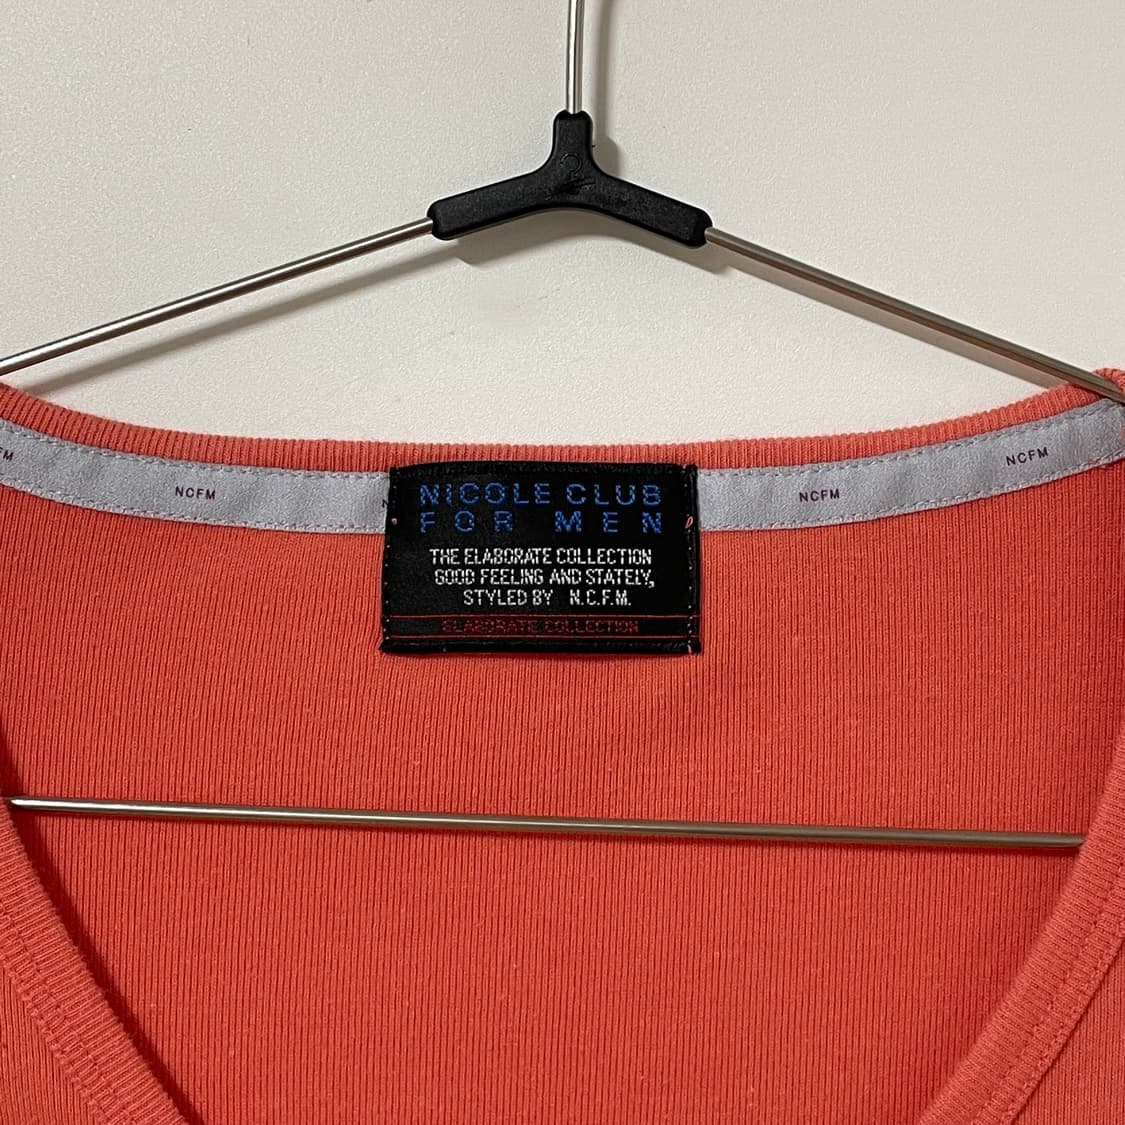 NCFM
NCFM
NCFM
NICOLE CLUB
FOR MEN
THE ELABORATE COLLECTION
GOOD FEELING AND STATELY,
STYLED BY N.C.F.M.
ELABORATE COLLECTION